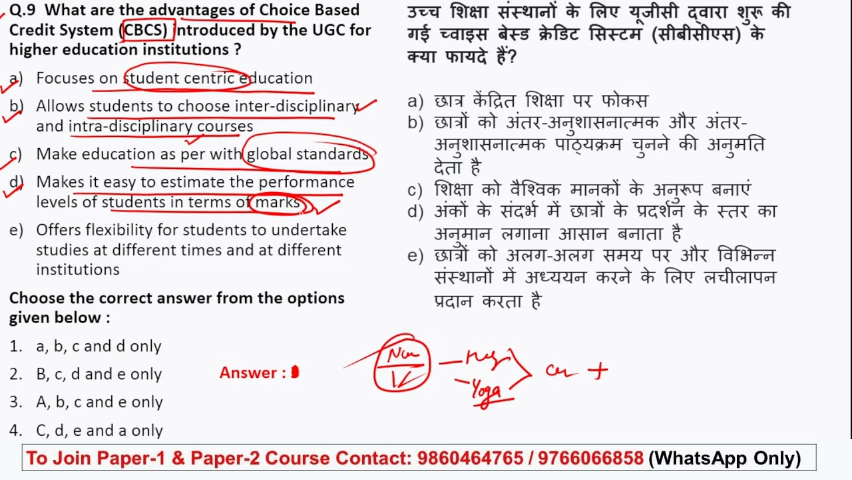 Q.9 What are the advantages of Choice Based
Credit System (CBCS) introduced by the UGC for
higher education institutions ?
a) Focuses on student centric education
b) Allows students to choose inter-disciplinary
and intra-disciplinary courses
c) Make education as per with global standards
d) Makes it easy to estimate the performance
levels of students in terms of marks
e) Offers flexibility for students to undertake
studies at different times and at different
institutions
Choose the correct answer from the options
given below :
1. a, b, c and d only
2. B, c, d and e only
3. A, b, c and e only
4. C, d, e and a only
Answer :
उच्च शिक्षा संस्थानों के लिए यूजीसी द्वारा शुरू की
गई च्वाइस बेस्ड क्रेडिट सिस्टम (सीबीसीएस) के
क्या फायदे हैं?
a) छात्र केंद्रित शिक्षा पर फोकस
b) छात्रों को अंतर-अनुशासनात्मक और अंतर-
अनुशासनात्मक पाठ्यक्रम चुनने की अनुमति
देता है
c) शिक्षा को वैश्विक मानकों के अनुरूप बनाएं
d) अंकों के संदर्भ में छात्रों के प्रदर्शन के स्तर का
अनुमान लगाना आसान बनाता है
e) छात्रों को अलग-अलग समय पर और विभिन्न
संस्थानों में अध्ययन करने के लिए लचीलापन
प्रदान करता है
Yoga
To Join Paper-1 & Paper-2 Course Contact: 9860464765 / 9766066858 (WhatsApp Only)